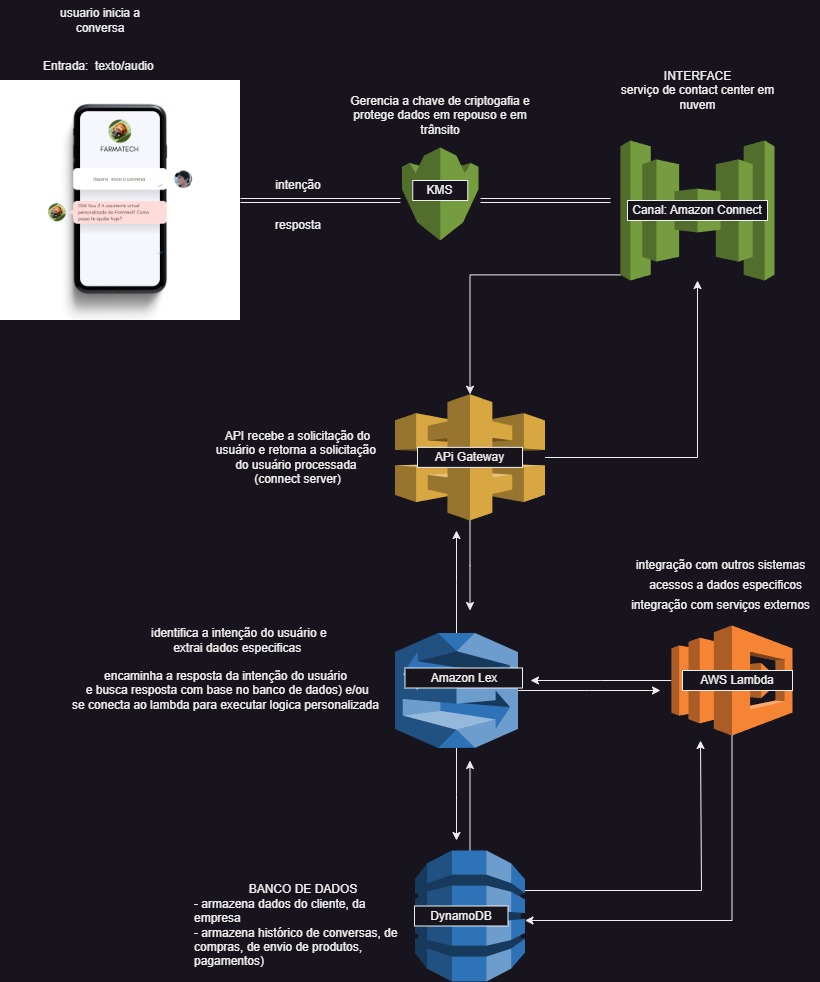 usuario inicia a
conversa
Entrada: texto/audio
FARMATECH
Usuaria inicia a conversa
Olá! Sou J A assistente virtual
personalizada da Farmtech! Como
posso te ajudar hoje?
intenção
resposta
Gerencia a chave de criptogafia e
protege dados em repouso e em
trânsito
KMS
INTERFACE
serviço de contact center em
nuvem
Canal: Amazon Connect
API recebe a solicitação do
usuário e retorna a solicitação
do usuário processada
(connect server)
APi Gateway
integração com outros sistemas
acessos a dados especificos
integração com serviços externos
identifica a intenção do usuário e
extrai dados especificas
encaminha a resposta da intenção do usuário
e busca resposta com base no banco de dados) e/ou
se conecta ao lambda para executar logica personalizada
Amazon Lex
AWS Lambda
BANCO DE DADOS
- armazena dados do cliente, da
empresa
- armazena histórico de conversas, de
compras, de envio de produtos,
pagamentos)
DynamoDB